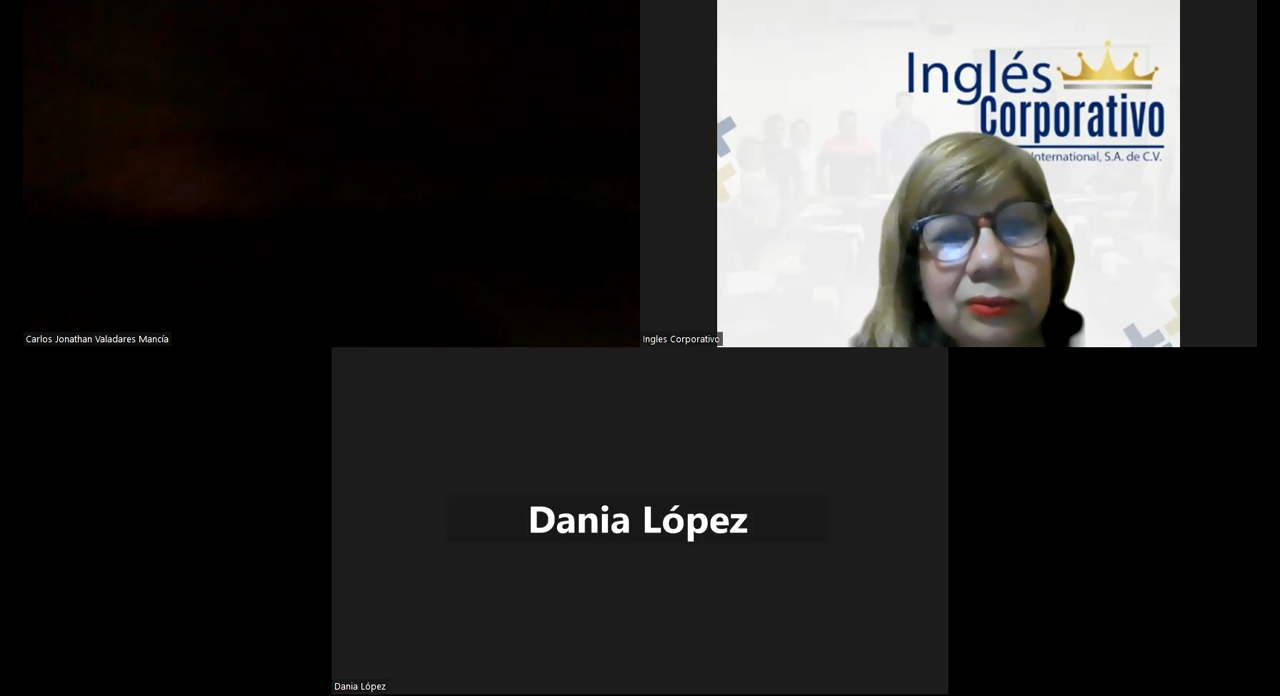 Inglés
Corporativo
International, S.A. de C.V.
Carlos Jonathan Valadares Mancía
Ingles Corporativo
Dania López
Dania López